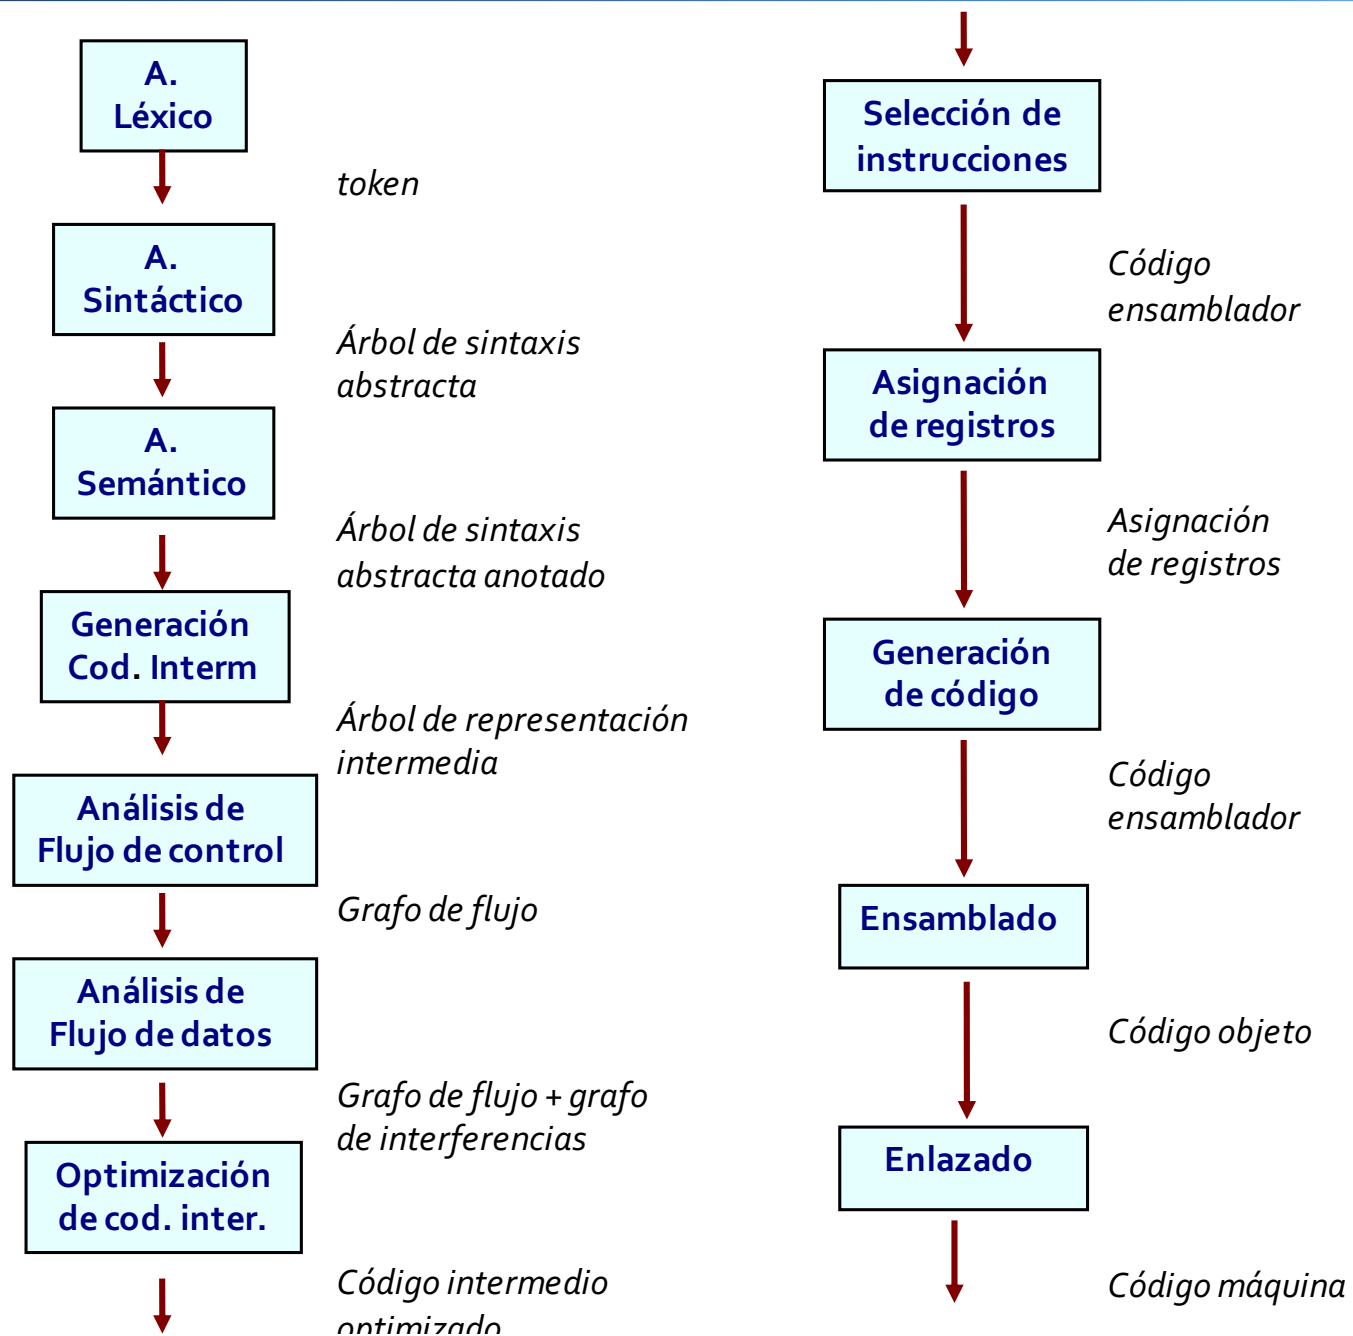 A.
Léxico
token
A.
Sintáctico
Árbol de sintaxis
abstracta
A.
Semántico
Árbol de sintaxis
abstracta anotado
Generación
Cod. Interm
Árbol de representación
intermedia
Análisis de
Flujo de control
Grafo de flujo
Análisis de
Flujo de datos
Grafo de flujo + grafo
de interferencias
Optimización
de cod. inter.
Código intermedio
optimizado
Selección de
instrucciones
Código
ensamblador
Asignación
de registros
Asignación
de registros
Generación
de código
Código
ensamblador
Ensamblado
Código objeto
Enlazado
Código máquina